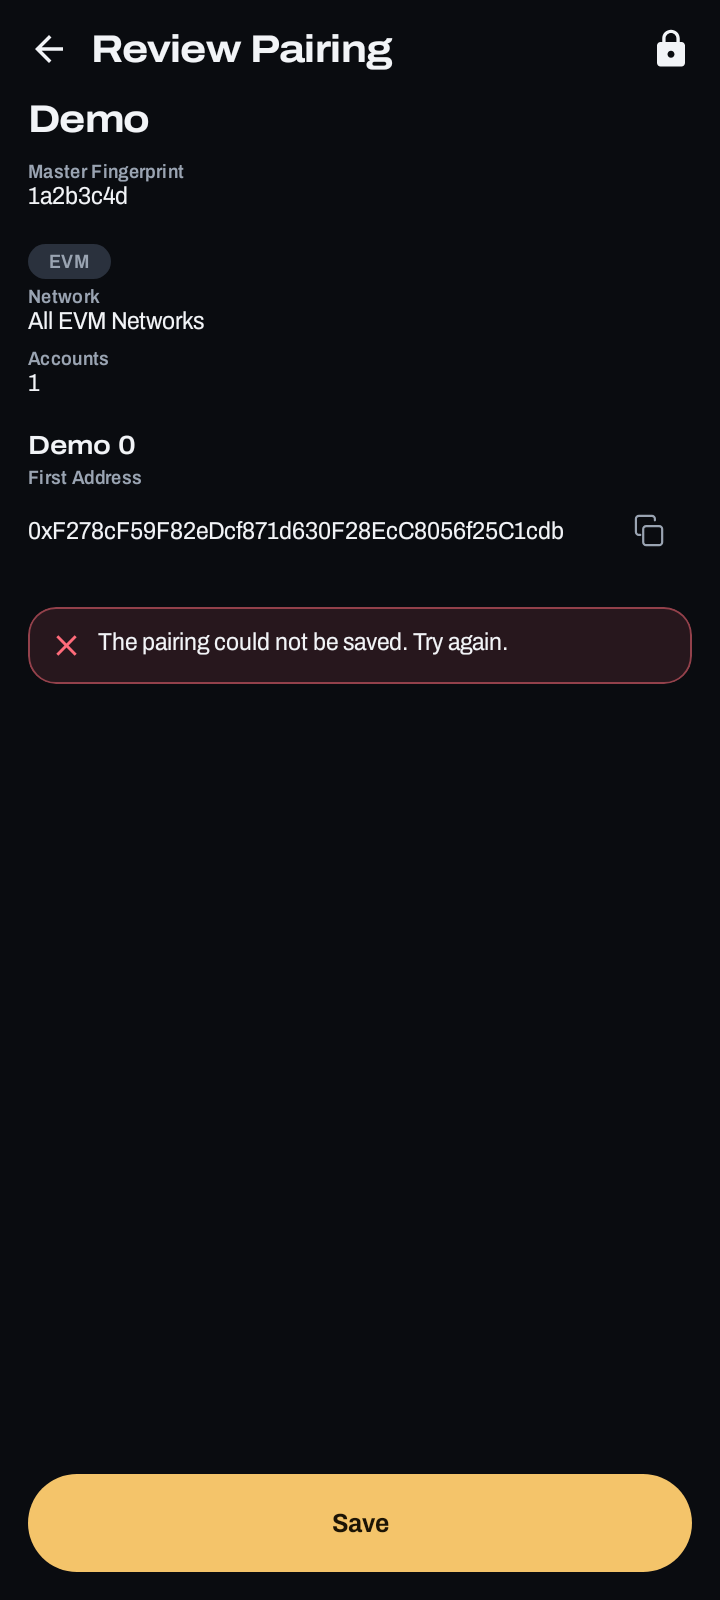 Review Pairing
Demo
Master Fingerprint
1a2b3c4d
EVM
Network
All EVM Networks
Accounts
1
Demo 0
First Address
0xF278cF59F82eDcf871d630F28EcC8056f25C1cdb
The pairing could not be saved. Try again.
Save